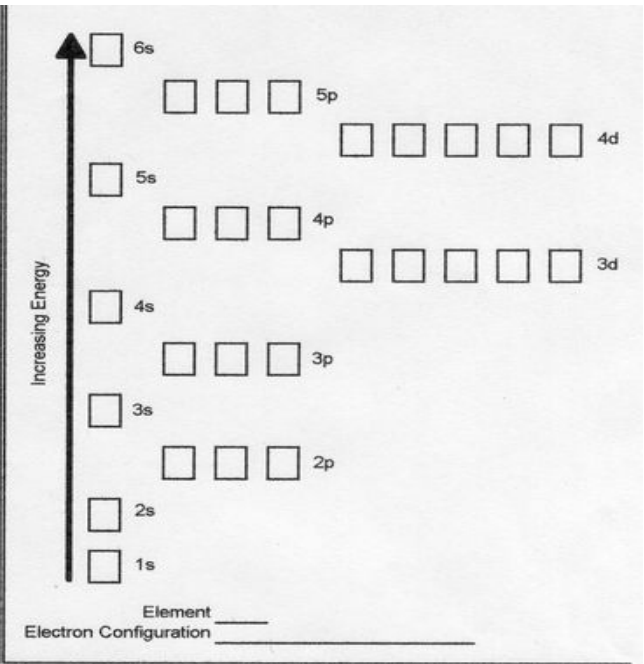 6s
5p
4d
5s
4p
3d
4s
3p
3s
2p
2s
1s
Increasing Energy
Element
Electron Configuration